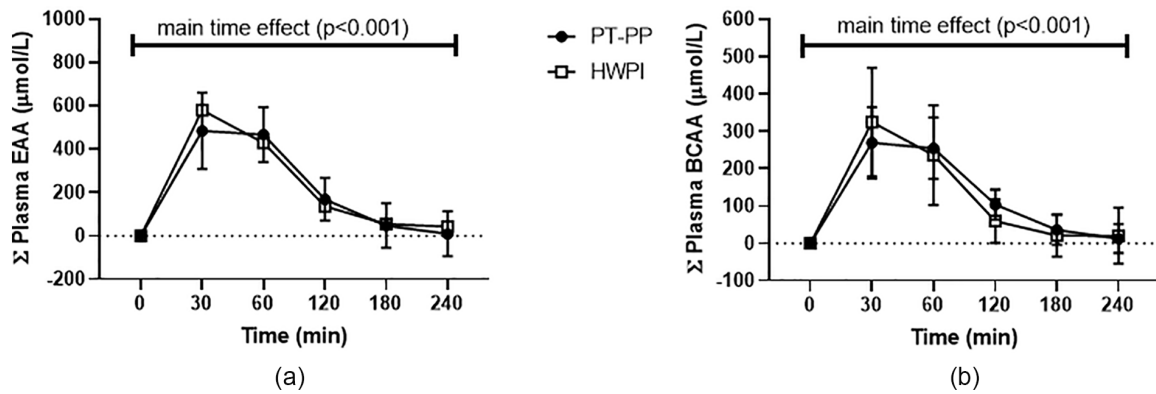 main time effect (p<0.001)
Σ Plasma EAA (μmol/L)
1000
800
600
400
200
0
-200
0 30 60 120 180 240
Time (min)
(a)
PT-PP
HWPI
main time effect (p<0.001)
Σ Plasma BCAA (μmol/L)
600
500
400
300
200
100
0
-100
0 30 60 120 180 240
Time (min)
(b)